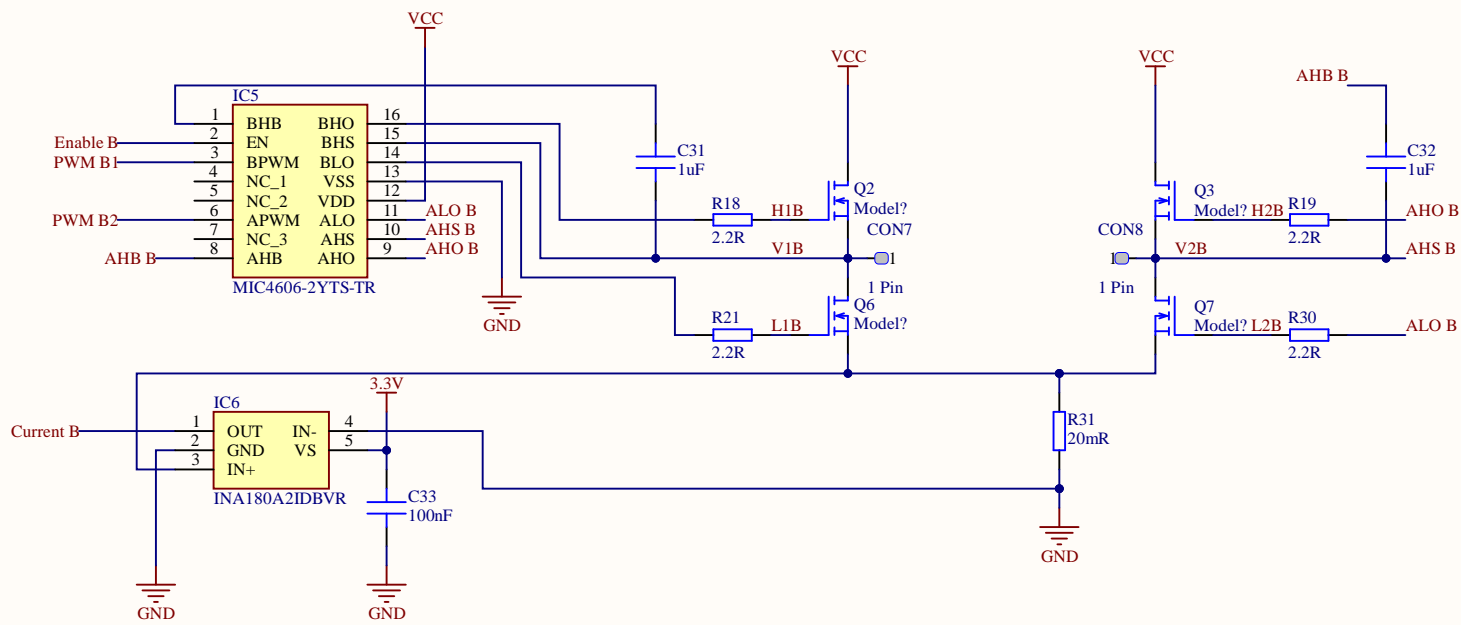 VCC
IC5
1 BHB BHO 16
2 EN BHS 15
3 BPWM BLO 14
4 NC_1 VSS 13
5 NC_2 VDD 12
6 APWM ALO 11
7 NC_3 AHS 10
8 AHB AHO 9
MIC4606-2YTS-TR
Enable B
PWM B1
PWM B2
AHB B
ALO B
AHS B
AHO B
GND
C31
1uF
R18
2.2R
H1B
VCC
Q2
Model?
CON7
V1B
1
1 Pin
R21
2.2R
L1B
Q6
Model?
VCC
Q3
Model?
H2B
R19
2.2R
AHO B
AHB B
C32
1uF
CON8
1
V2B
AHS B
1 Pin
Q7
Model?
L2B
R30
2.2R
ALO B
IC6
1 OUT IN- 4
2 GND VS 5
3 IN+
INA180A2IDBVR
Current B
3.3V
C33
100nF
GND
GND
R31
20mR
GND